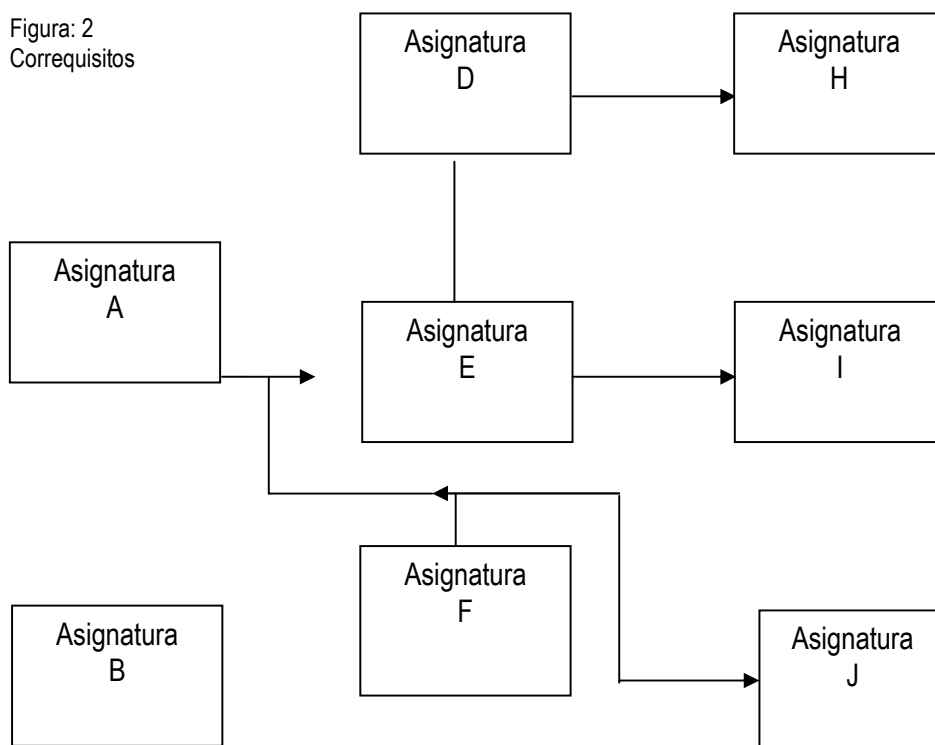 Figura: 2
Correquisitos
Asignatura
D
Asignatura
H
Asignatura
A
Asignatura
E
Asignatura
I
Asignatura
F
Asignatura
B
Asignatura
J